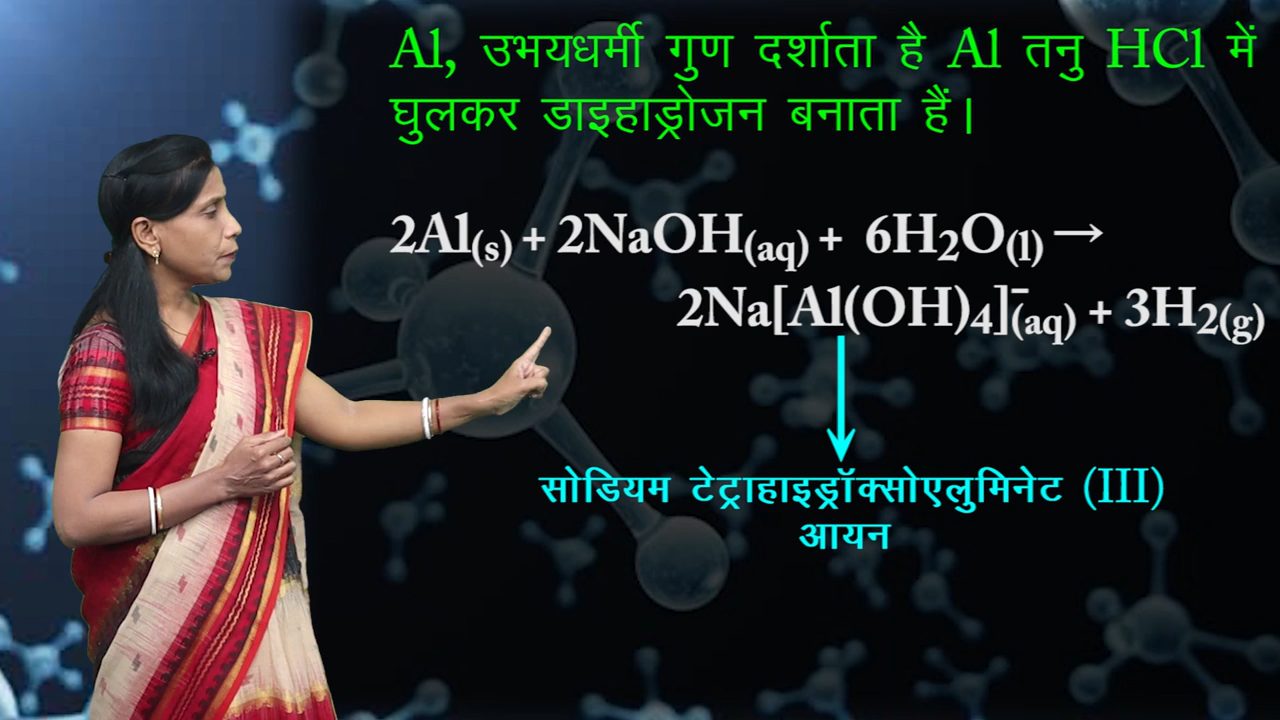 Al, उभयधर्मी गुण दर्शाता है Al तनु HCl में
घुलकर डाइहाड्रोजन बनाता हैं।
2Al(s) + 2NaOH(aq) + 6H₂O(l) →
2Na[Al(OH)₄]⁻(aq) + 3H₂(g)
सोडियम टेट्राहाइड्रॉक्सोएलुमिनेट (III)
आयन